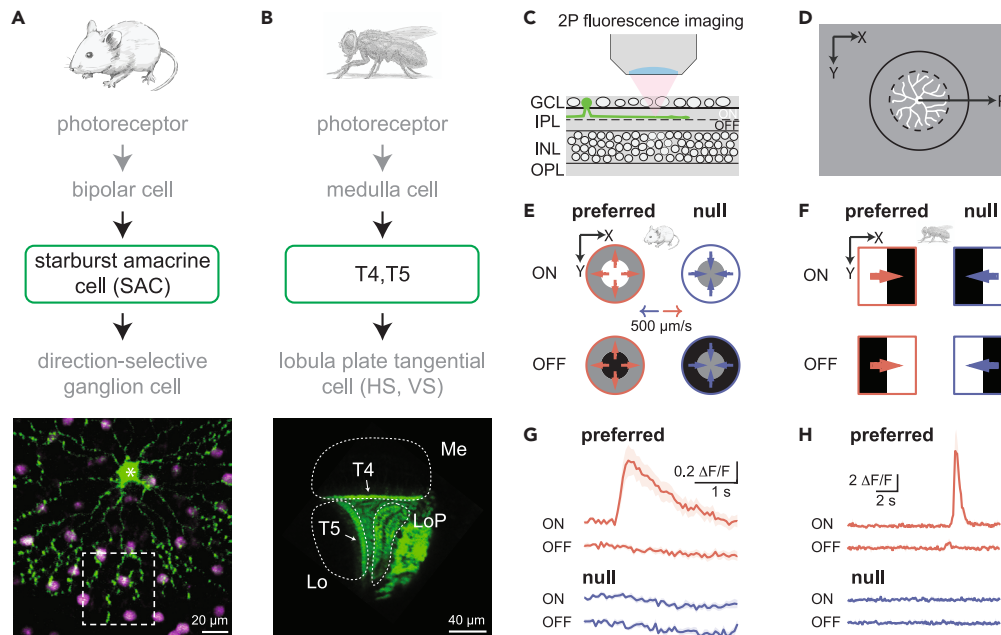 A
photoreceptor
bipolar cell
starburst amacrine
cell (SAC)
direction-selective
ganglion cell
*
20 µm
B
photoreceptor
medulla cell
T4,T5
lobula plate tangential
cell (HS, VS)
Me
T4
T5
LoP
Lo
40 µm
C
2P fluorescence imaging
GCL
IPL
ON
OFF
INL
OPL
D
X
Y
E
preferred
null
X
Y
ON
500 µm/s
OFF
F
preferred
null
X
Y
ON
OFF
G
preferred
0.2 ΔF/F
1 s
ON
OFF
null
ON
OFF
H
preferred
2 ΔF/F
2 s
ON
OFF
null
ON
OFF